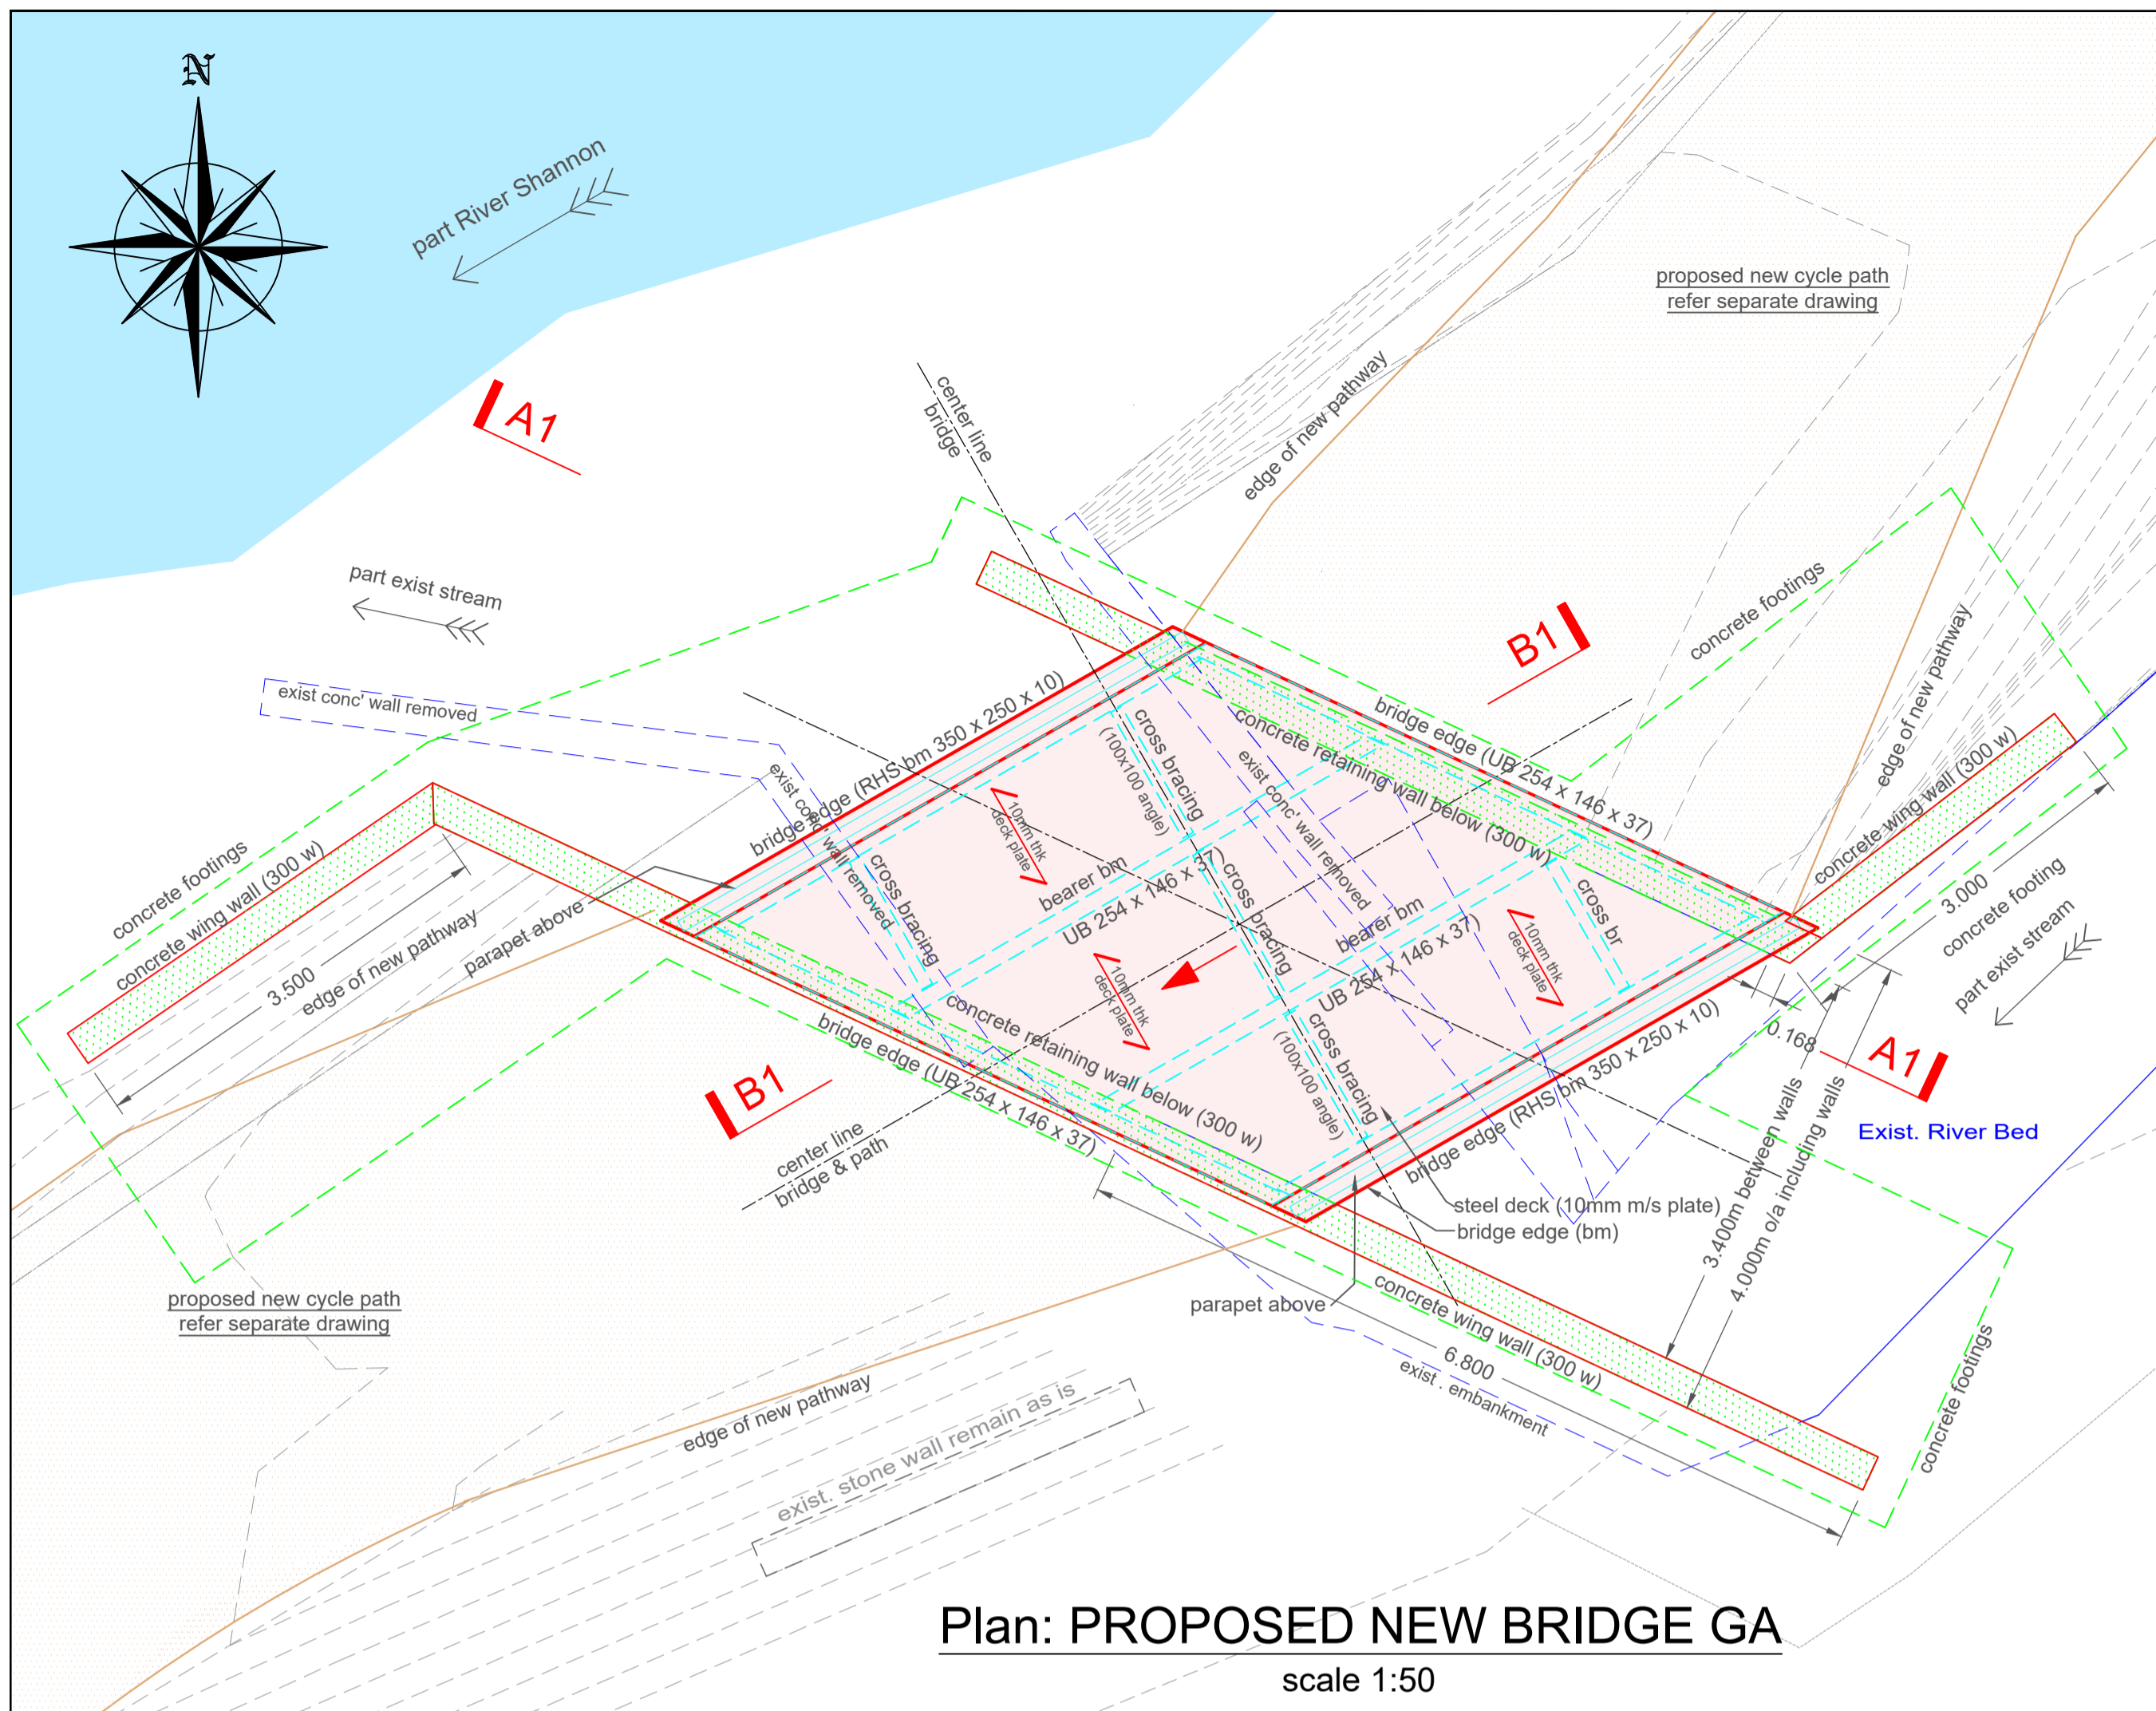 N
part River Shannon
A1
center line
bridge
edge of new pathway
proposed new cycle path
refer separate drawing
part exist stream
exist conc' wall removed
B1
concrete footings
edge of new pathway
bridge edge (RHS bm 350 x 250 x 10)
cross bracing
(100x100 angle)
bridge edge (UB 254 x 146 x 37)
concrete retaining wall below (300 w)
exist conc' wall removed
exist conc' wall removed
concrete wing wall (300 w)
3.000
concrete footing
part exist stream
10mm thk
deck plate
bearer bm
UB 254 x 146 x 37)
cross bracing
cross bracing
bearer bm
UB 254 x 146 x 37)
cross br
10mm thk
deck plate
10mm thk
deck plate
concrete footings
concrete wing wall (300 w)
3.500
edge of new pathway
parapet above
concrete retaining wall below (300 w)
bridge edge (UB 254 x 146 x 37)
cross bracing
(100x100 angle)
bridge edge (RHS bm 350 x 250 x 10)
0.168
A1
Exist. River Bed
B1
center line
bridge & path
steel deck (10mm m/s plate)
bridge edge (bm)
parapet above
3.400m between walls
4.000m o/a including walls
concrete wing wall (300 w)
6.800
exist . embankment
concrete footings
proposed new cycle path
refer separate drawing
edge of new pathway
exist. stone wall remain as is
Plan: PROPOSED NEW BRIDGE GA
scale 1:50